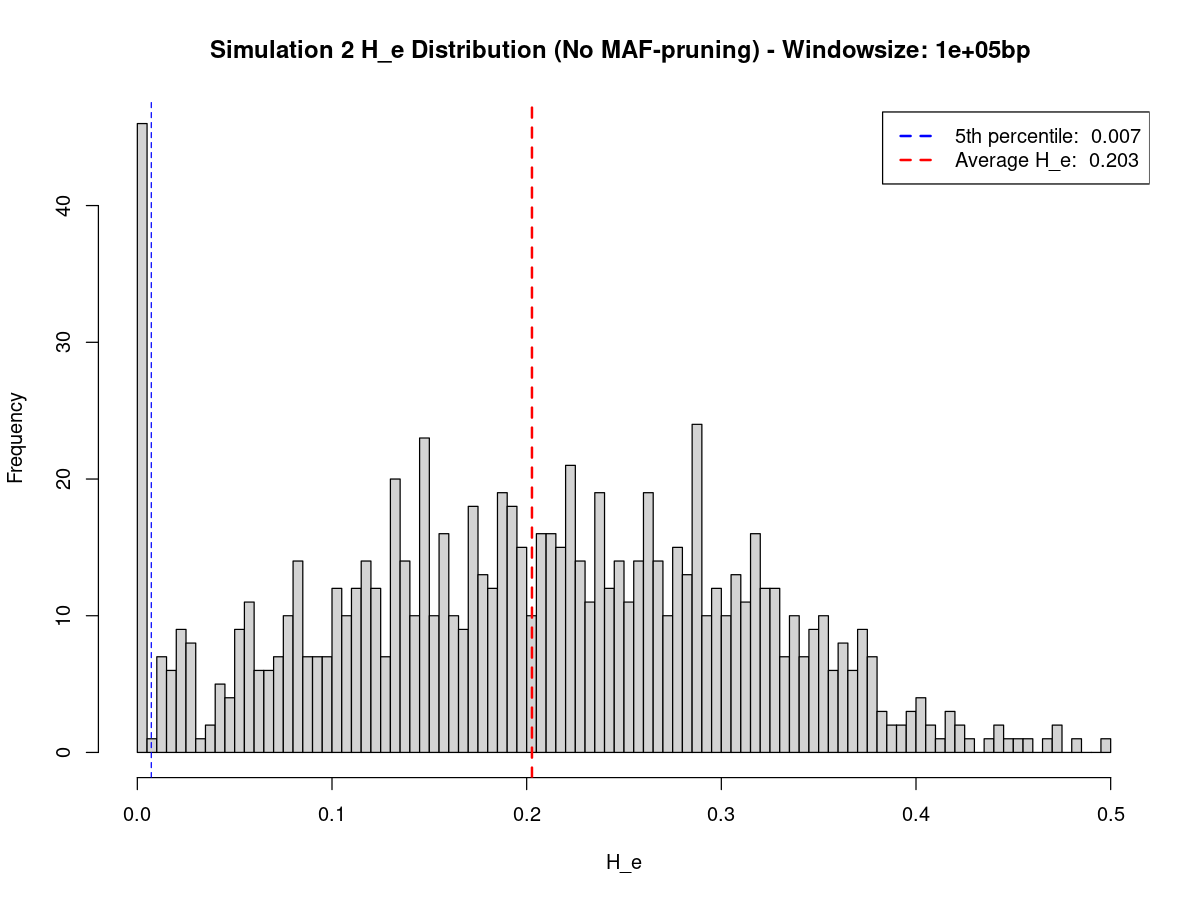 Simulation 2 H_e Distribution (No MAF-pruning) - Windowsize: 1e+05bp
5th percentile: 0.007
Average H_e: 0.203
Frequency
40
30
20
10
0
0.0 0.1 0.2 0.3 0.4 0.5
H_e